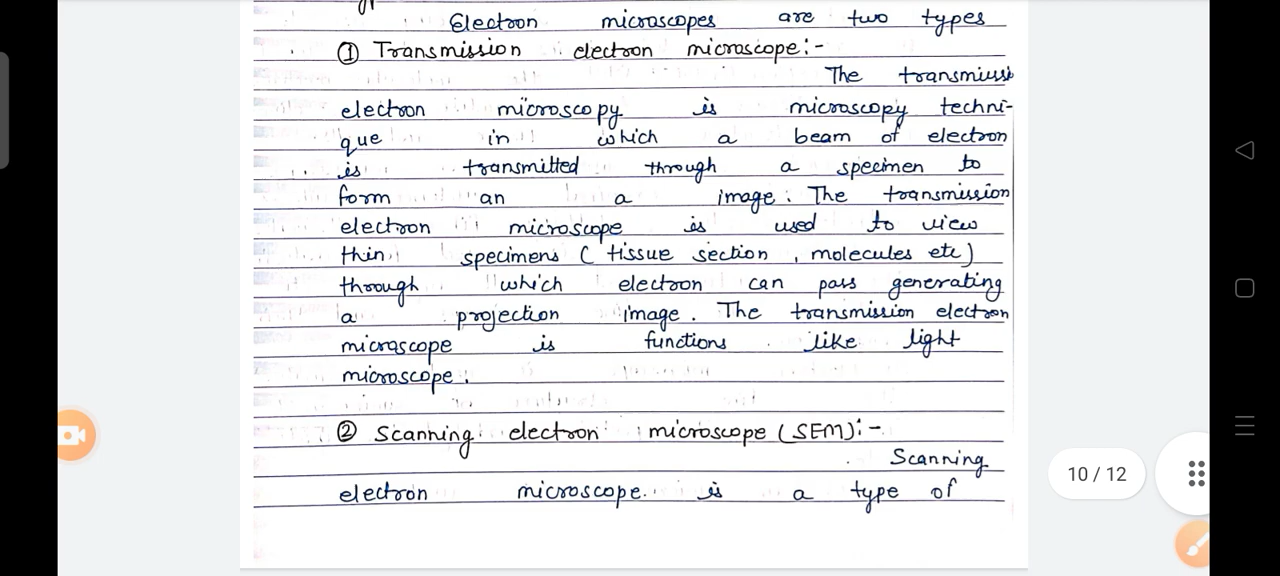 Electron microscopes are two types
① Transmission electron microscope:-
The transmissi
electron microscopy is microscopy techni-
que in which a beam of electron
is transmitted through a specimen to
form an a image. The transmission
electron microscope is used to view
thin specimens ( tissue section , molecules etc)
through which electron can pass generating
a projection image. The transmission electron
microscope is functions like light
microscope.
② Scanning electron microscope (SEM):-
Scanning
electron microscope. is a type of
10 / 12